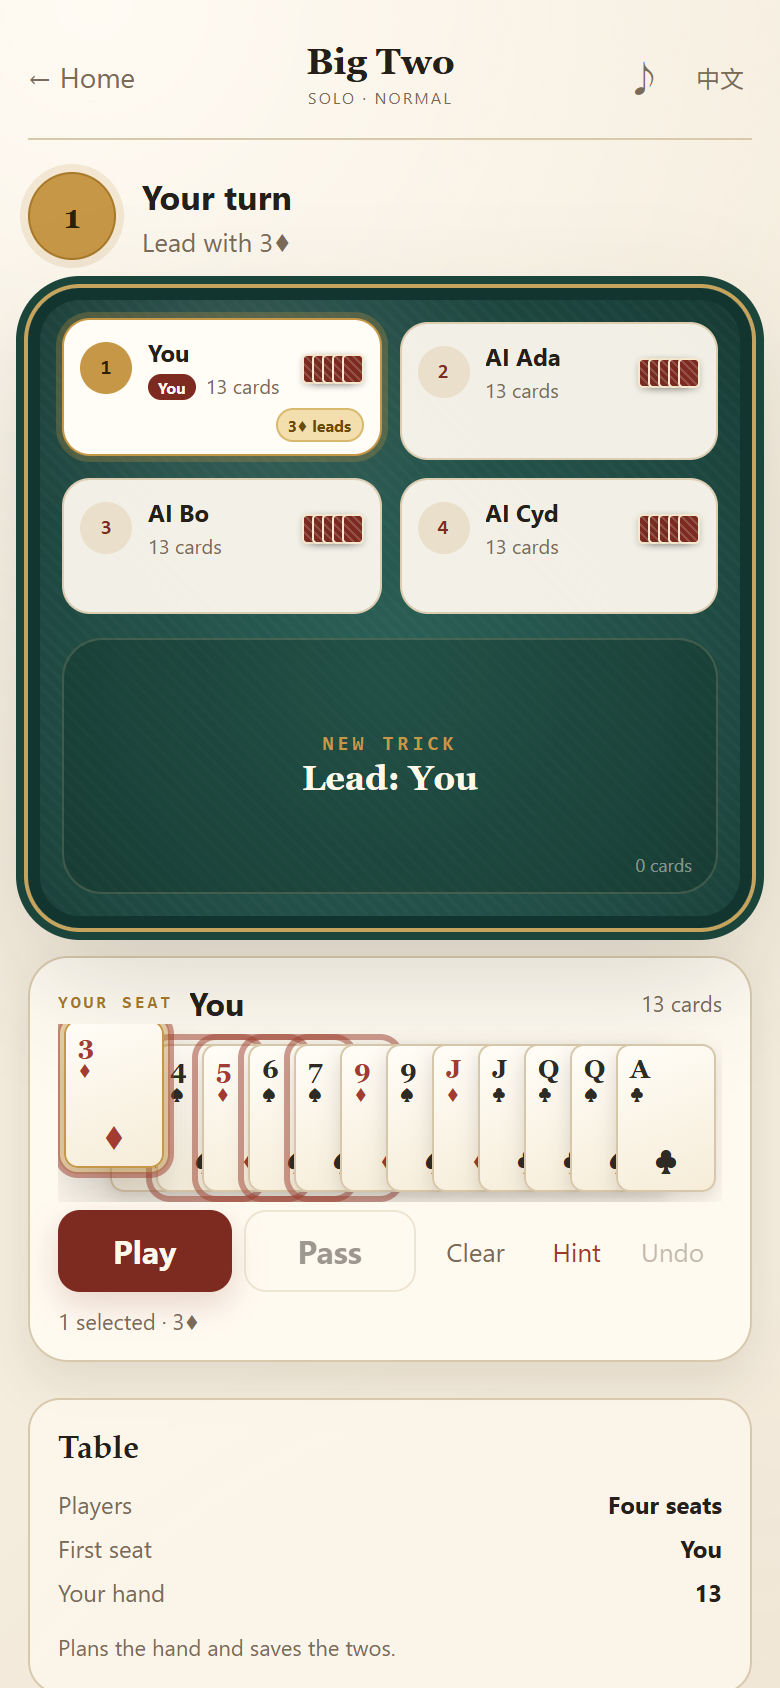 ← Home
Big Two
SOLO · NORMAL
中文
1
Your turn
Lead with 3♦
1
You
You 13 cards
3♦ leads
2
AI Ada
13 cards
3
AI Bo
13 cards
4
AI Cyd
13 cards
NEW TRICK
Lead: You
0 cards
YOUR SEAT You
13 cards
3♦ 4♠ 5♦ 6♠ 7♠ 9♦ 9♠ J♦ J♣ Q♣ Q♠ A♣
Play
Pass
Clear
Hint
Undo
1 selected · 3♦
Table
Players Four seats
First seat You
Your hand 13
Plans the hand and saves the twos.